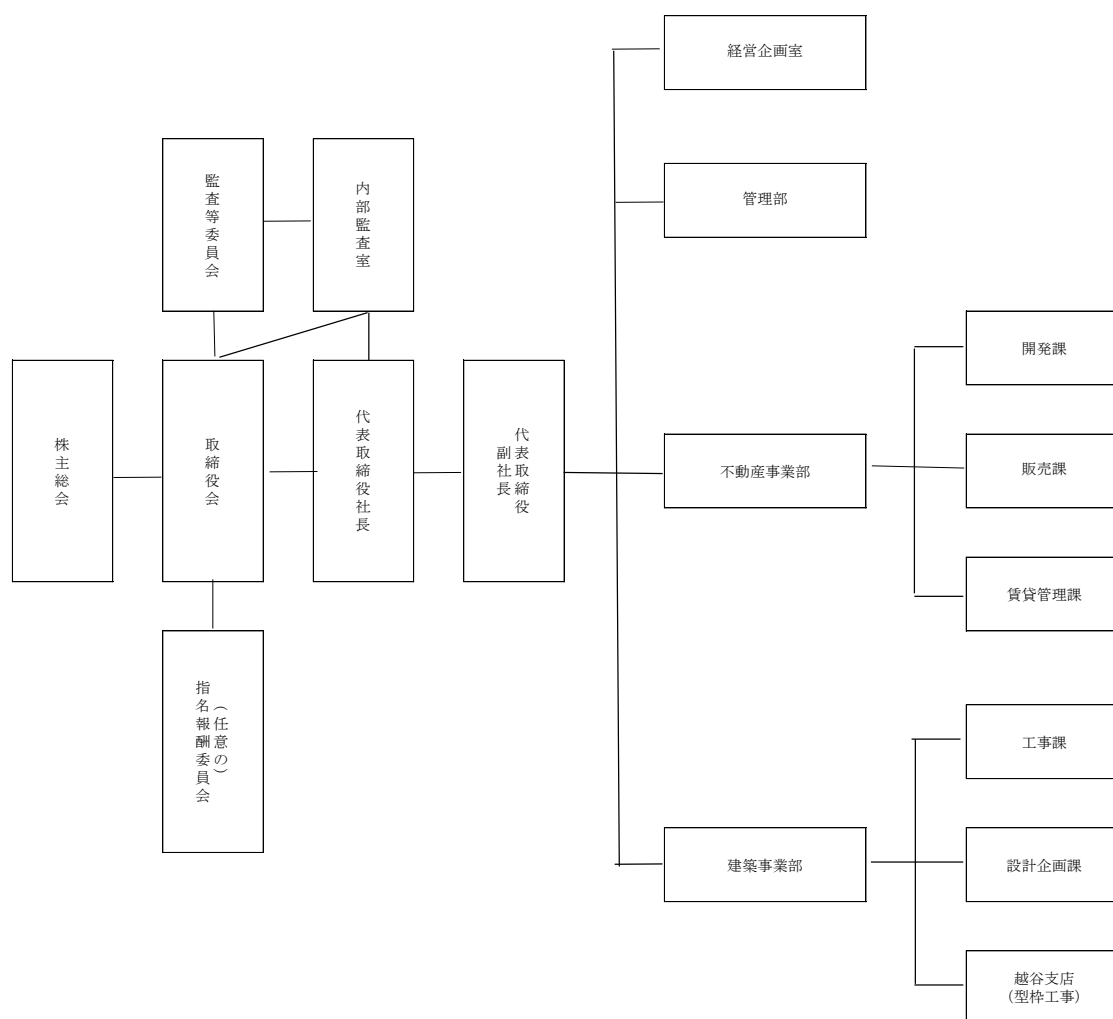 経営企画室
監査等委員会
内部監査室
管理部
開発課
株主総会
取締役会
代表取締役社長
代表取締役
副社長
不動産事業部
販売課
賃貸管理課
（任意の）
指名報酬委員会
工事課
建築事業部
設計企画課
越谷支店
（型枠工事）